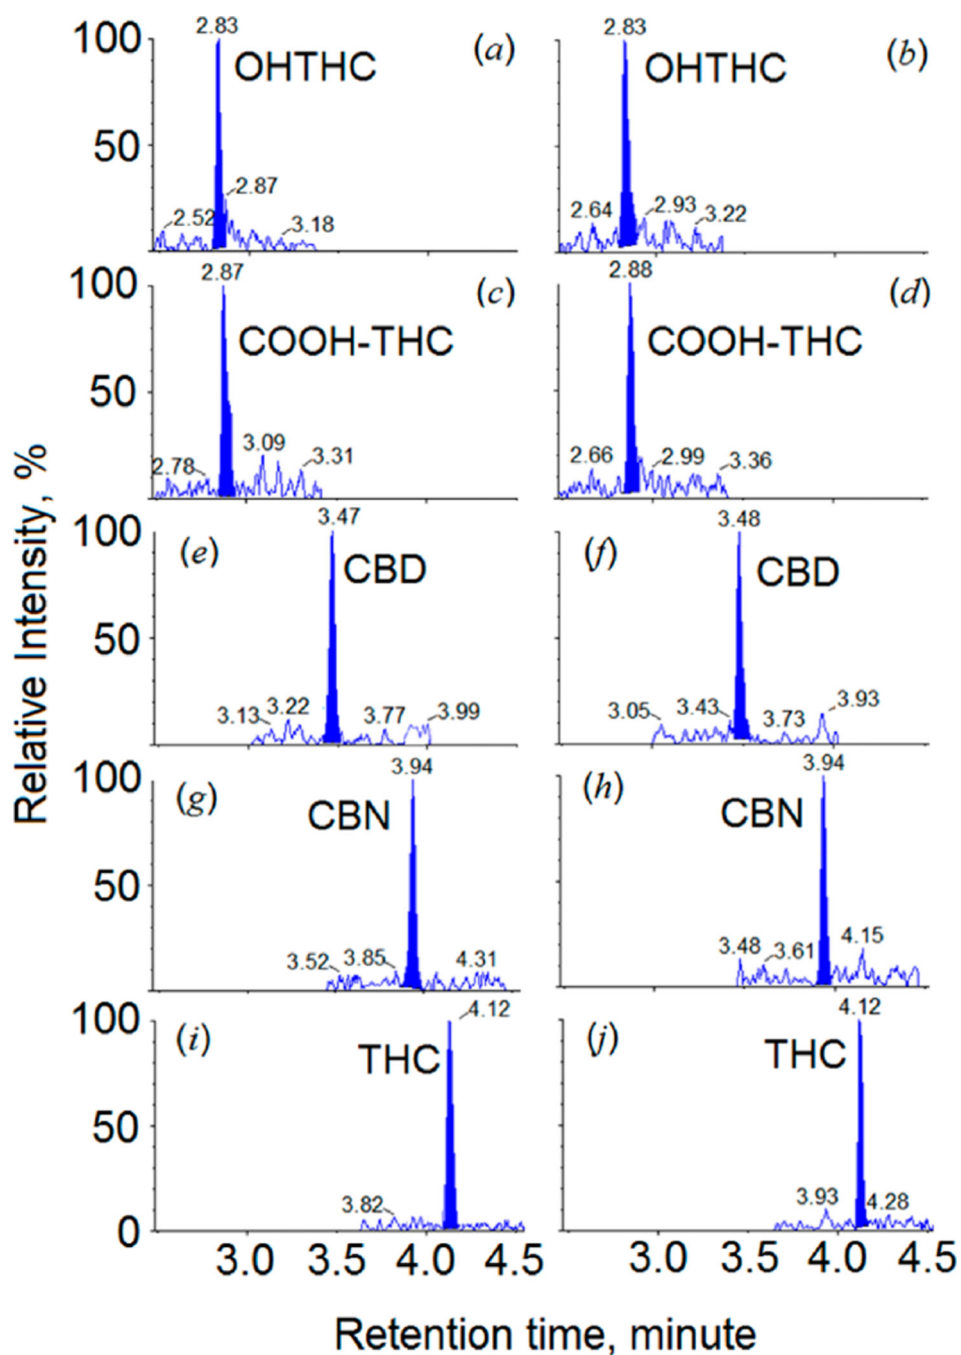 Relative Intensity, %
100
50
2.83
OHTHC
(a)
2.52
2.87
3.18
2.83
OHTHC
(b)
2.64
2.93
3.22
100
50
2.87
COOH-THC
(c)
2.78
3.09
3.31
2.88
COOH-THC
(d)
2.66
2.99
3.36
100
50
(e)
3.47
CBD
3.13
3.22
3.77
3.99
(f)
3.48
CBD
3.05
3.43
3.73
3.93
100
50
(g)
3.94
CBN
3.52
3.85
4.31
(h)
3.94
CBN
3.48
3.61
4.15
100
50
0
(i)
4.12
THC
3.82
(j)
4.12
THC
3.93
4.28
3.0 3.5 4.0 4.5
3.0 3.5 4.0 4.5
Retention time, minute